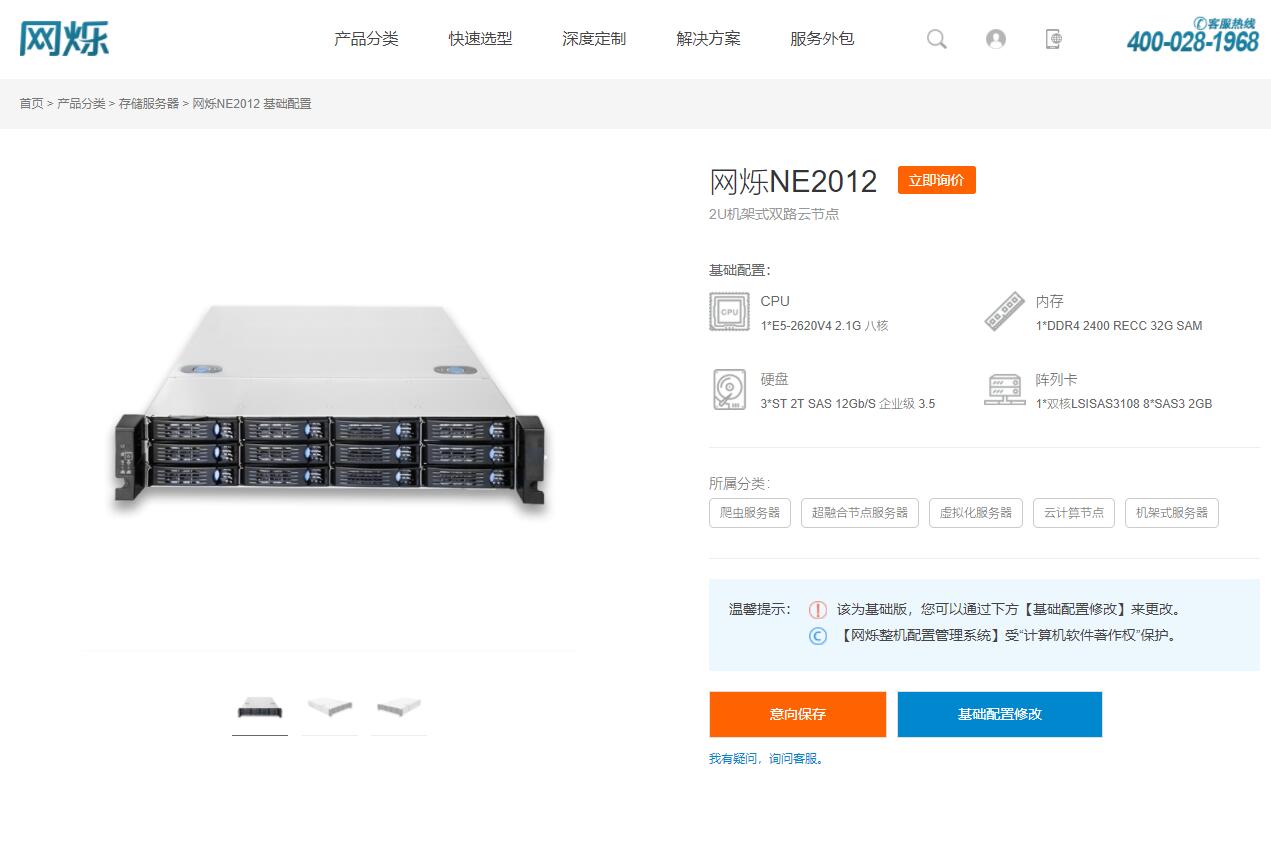 网烁
产品分类 快速选型 深度定制 解决方案 服务外包
客服热线
400-028-1968
首页 > 产品分类 > 存储服务器 > 网烁NE2012 基础配置
网烁NE2012 立即询价
2U机架式双路云节点
基础配置：
CPU
CPU
1*E5-2620V4 2.1G 八核
内存
1*DDR4 2400 RECC 32G SAM
硬盘
3*ST 2T SAS 12Gb/S 企业级 3.5
阵列卡
1*双核LSISAS3108 8*SAS3 2GB
所属分类：
爬虫服务器 超融合节点服务器 虚拟化服务器 云计算节点 机架式服务器
温馨提示： 该为基础版，您可以通过下方【基础配置修改】来更改。
【网烁整机配置管理系统】受“计算机软件著作权”保护。
意向保存 基础配置修改
我有疑问，询问客服。